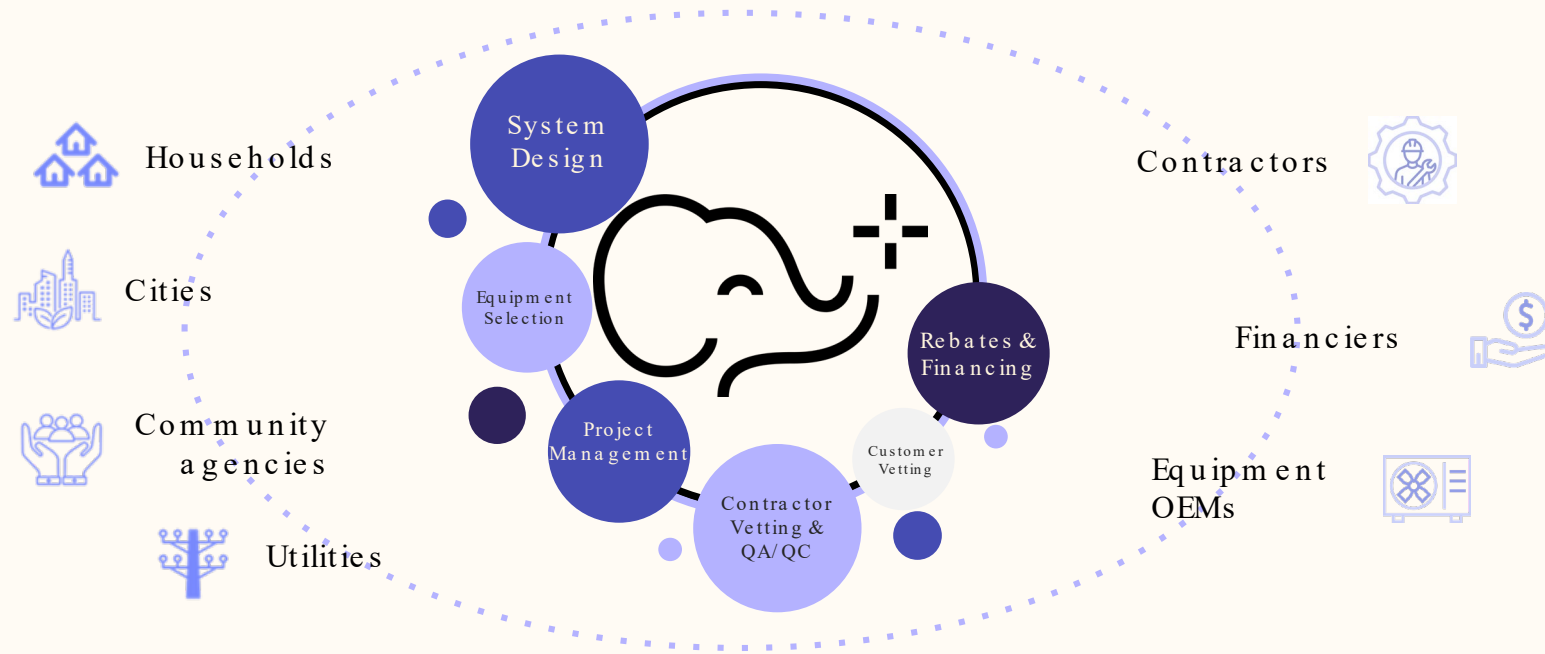 Households
Cities
Community
agencies
Utilities
System
Design
Equipment
Selection
Project
Management
Contractor
Vetting &
QA/QC
Customer
Vetting
Rebates &
Financing
Contractors
Financiers
Equipment
OEMs
$